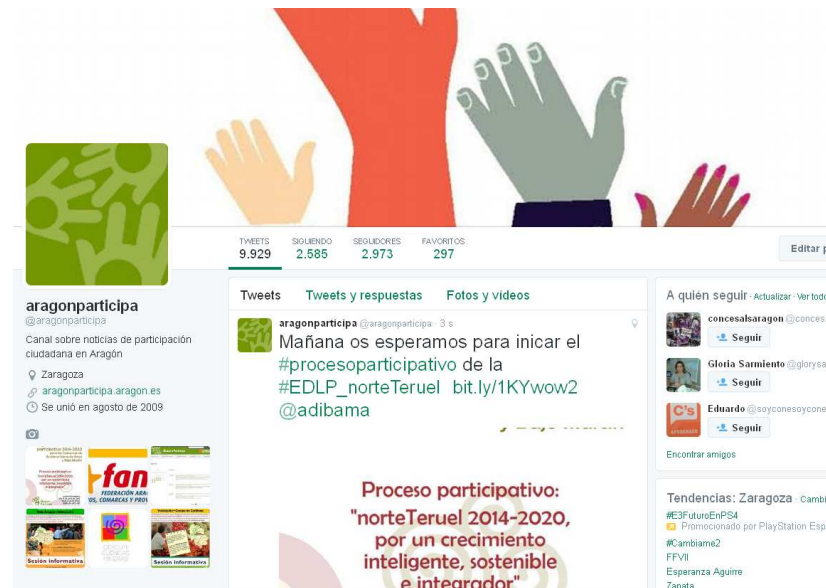 TWEETS
9.929
SIGUIENDO
2.585
SEGUIDORES
2.973
FAVORITOS
297
Editar
aragonparticipa
@aragonparticipa
Canal sobre noticias de participación
ciudadana en Aragón
Zaragoza
aragonparticipa.aragon.es
Se unió en agosto de 2009
fan
FEDERACIÓN
Sesión informativa
Sesión informativa
Tweets Tweets y respuestas Fotos y vídeos
aragonparticipa @aragonparticipa · 3 s
Mañana os esperamos para inicar el
#procesoparticipativo de la
#EDLP_norteTeruel bit.ly/1KYwow2
@adibama
Proceso participativo:
"norteTeruel 2014-2020,
por un crecimiento
inteligente, sostenible
e integrador"
A quién seguir · Actualizar · Ver todo
concesalsaragon @conces
Seguir
Gloria Sarmiento @glorysa
Seguir
C's
Eduardo @soyconesoycone
Seguir
Encontrar amigos
Tendencias: Zaragoza · Cambi
#E3FuturoEnPS4
Promocionado por PlayStation Esp
#Cambiame2
FFVII
Esperanza Aguirre
Zapata